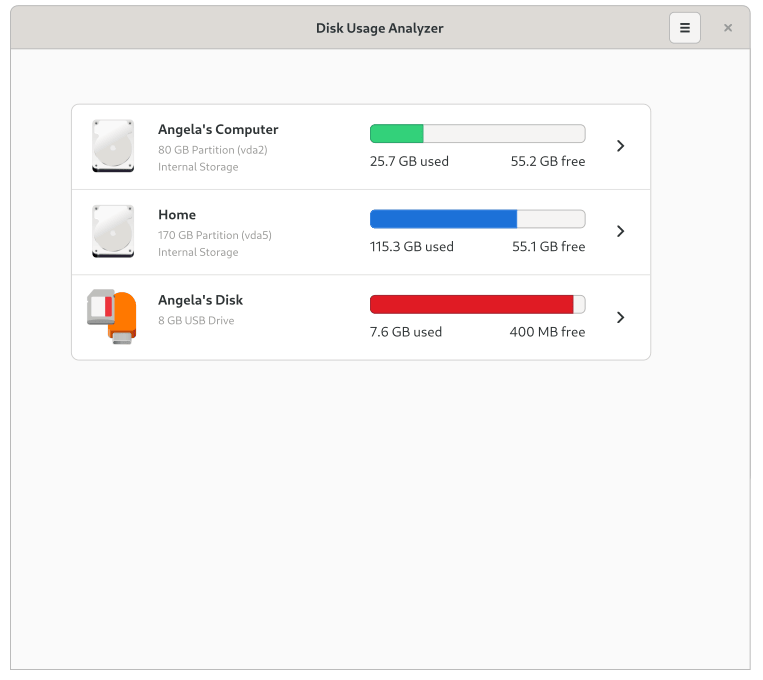 Disk Usage Analyzer
Angela's Computer
80 GB Partition (vda2)
Internal Storage
25.7 GB used 55.2 GB free
Home
170 GB Partition (vda5)
Internal Storage
115.3 GB used 55.1 GB free
Angela's Disk
8 GB USB Drive
7.6 GB used 400 MB free